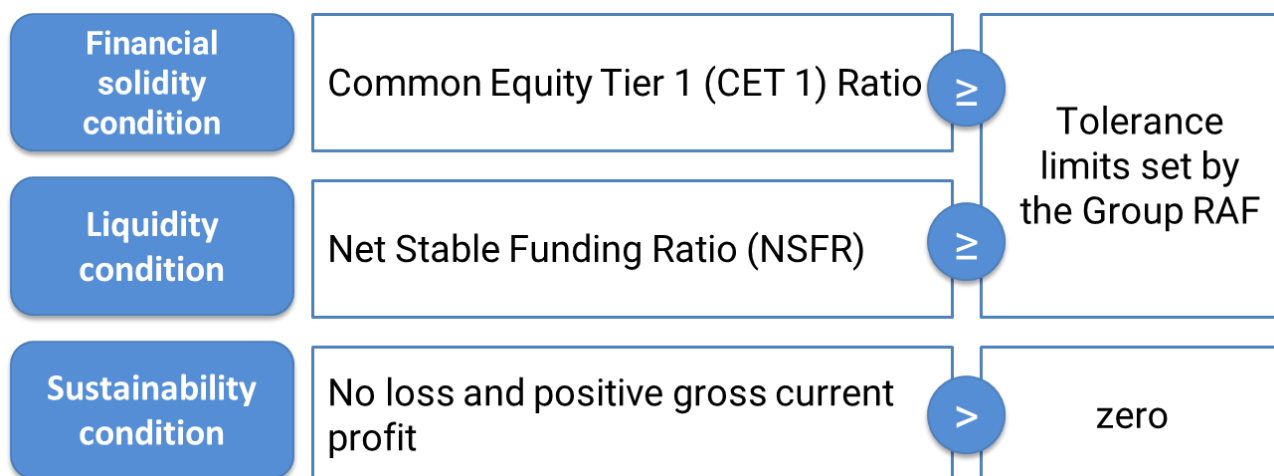 Financial
solidity
condition
Common Equity Tier 1 (CET 1) Ratio
≥
Tolerance
limits set by
the Group RAF
Liquidity
condition
Net Stable Funding Ratio (NSFR)
≥
Sustainability
condition
No loss and positive gross current
profit
>
zero